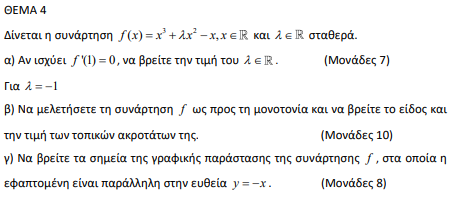 ΘΕΜΑ 4
Δίνεται η συνάρτηση f(x) = x³ + λx² − x, x ∈ ℝ και λ ∈ ℝ σταθερά.
α) Αν ισχύει f'(1) = 0, να βρείτε την τιμή του λ ∈ ℝ. (Μονάδες 7)
Για λ = −1
β) Να μελετήσετε τη συνάρτηση f ως προς τη μονοτονία και να βρείτε το είδος και
την τιμή των τοπικών ακροτάτων της. (Μονάδες 10)
γ) Να βρείτε τα σημεία της γραφικής παράστασης της συνάρτησης f, στα οποία η
εφαπτομένη είναι παράλληλη στην ευθεία y = −x. (Μονάδες 8)